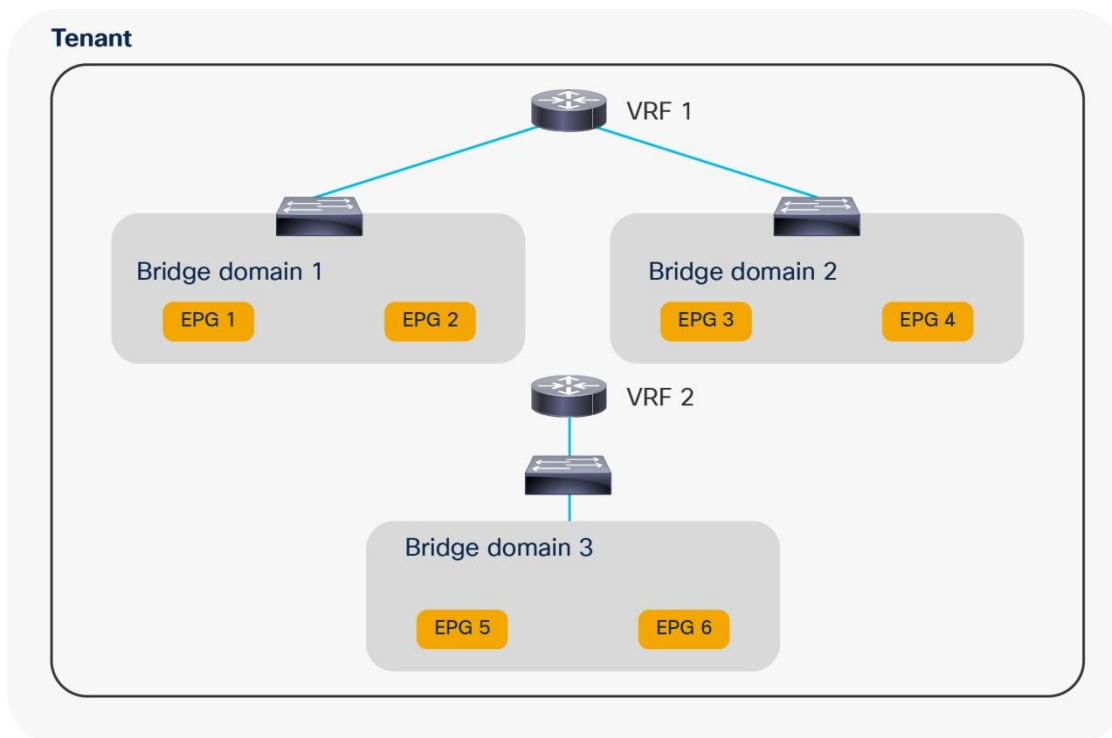 Tenant
VRF 1
Bridge domain 1
Bridge domain 2
EPG 1
EPG 2
EPG 3
EPG 4
VRF 2
Bridge domain 3
EPG 5
EPG 6